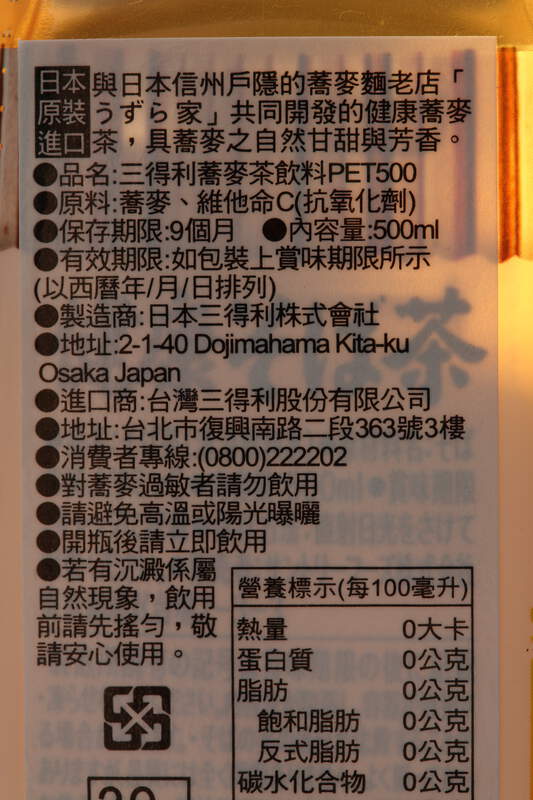 日本 與日本信州戶隱的蕎麥麵老店「
原裝 うずら家」共同開發的健康蕎麥
進口 茶，具蕎麥之自然甘甜與芳香。
●品名:三得利蕎麥茶飲料PET500
●原料:蕎麥、維他命C(抗氧化劑)
●保存期限:9個月 ●內容量:500ml
●有效期限:如包裝上賞味期限所示
(以西曆年/月/日排列)
●製造商:日本三得利株式會社
●地址:2-1-40 Dojimahama Kita-ku
Osaka Japan
●進口商:台灣三得利股份有限公司
●地址:台北市復興南路二段363號3樓
●消費者專線:(0800)222202
●對蕎麥過敏者請勿飲用
●請避免高溫或陽光曝曬
●開瓶後請立即飲用
●若有沉澱係屬
自然現象，飲用
前請先搖勻，敬
請安心使用。
營養標示(每100毫升)
熱量 0大卡
蛋白質 0公克
脂肪 0公克
飽和脂肪 0公克
反式脂肪 0公克
碳水化合物 0公克